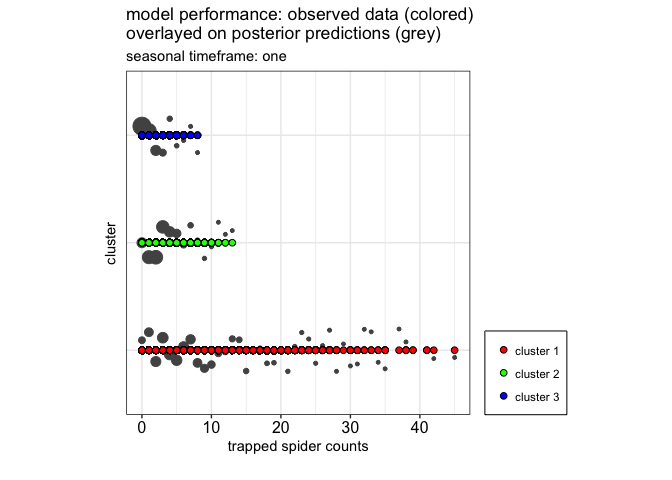 model performance: observed data (colored)
overlayed on posterior predictions (grey)
seasonal timeframe: one
cluster
0 10 20 30 40
trapped spider counts
cluster 1
cluster 2
cluster 3